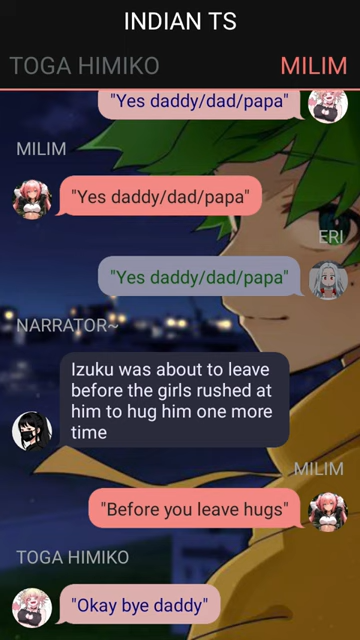 INDIAN TS
TOGA HIMIKO MILIM
"Yes daddy/dad/papa"
MILIM
"Yes daddy/dad/papa"
ERI
"Yes daddy/dad/papa"
NARRATOR~
Izuku was about to leave
before the girls rushed at
him to hug him one more
time
MILIM
"Before you leave hugs"
TOGA HIMIKO
"Okay bye daddy"